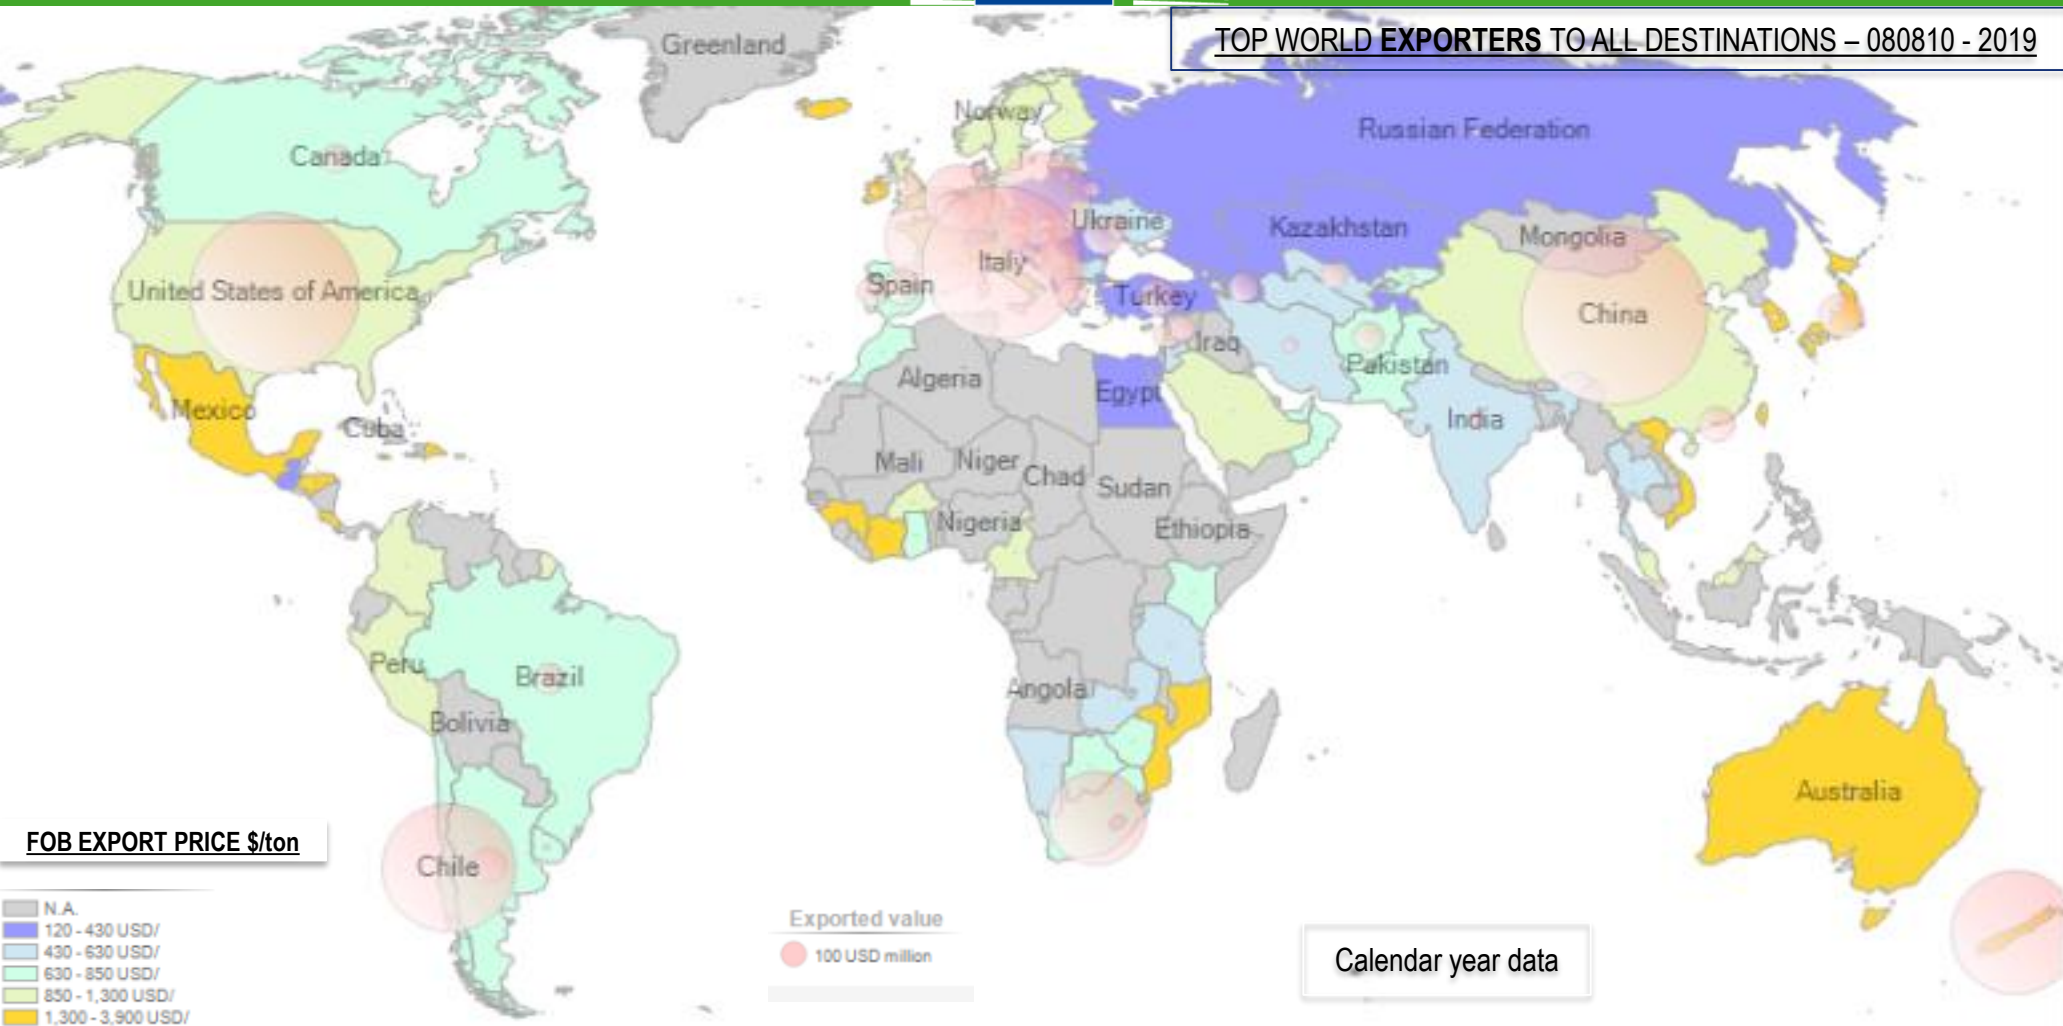 TOP WORLD EXPORTERS TO ALL DESTINATIONS – 080810 - 2019
Greenland
Norway
Russian Federation
Canada
Ukraine
Kazakhstan
Mongolia
Italy
Spain
United States of America
Turkey
China
Iraq
Pakistan
Algeria
Egypt
Mexico
Cuba
India
Mali
Niger
Chad
Sudan
Nigeria
Ethiopia
Peru
Brazil
Angola
Bolivia
Australia
FOB EXPORT PRICE $/ton
Chile
N.A.
120 - 430 USD/
430 - 630 USD/
630 - 850 USD/
850 - 1,300 USD/
1,300 - 3,900 USD/
Exported value
100 USD million
Calendar year data